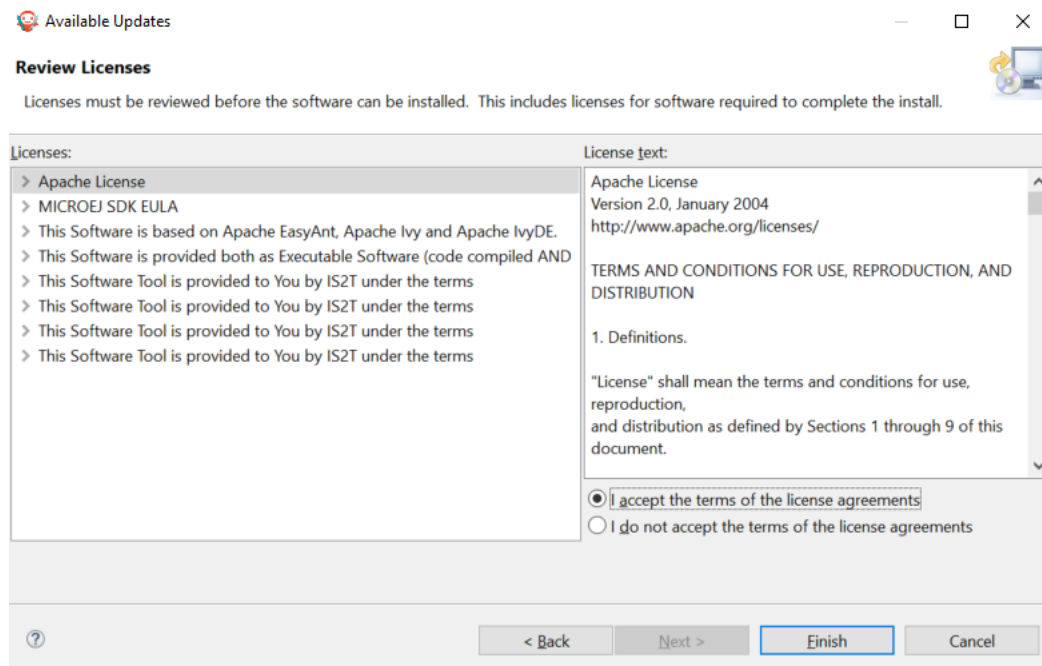 Available Updates
Review Licenses
Licenses must be reviewed before the software can be installed. This includes licenses for software required to complete the install.
Licenses:
Apache License
MICROEJ SDK EULA
This Software is based on Apache EasyAnt, Apache Ivy and Apache IvyDE.
This Software is provided both as Executable Software (code compiled AND
This Software Tool is provided to You by IS2T under the terms
This Software Tool is provided to You by IS2T under the terms
This Software Tool is provided to You by IS2T under the terms
This Software Tool is provided to You by IS2T under the terms
License text:
Apache License
Version 2.0, January 2004
http://www.apache.org/licenses/
TERMS AND CONDITIONS FOR USE, REPRODUCTION, AND
DISTRIBUTION
1. Definitions.
"License" shall mean the terms and conditions for use,
reproduction,
and distribution as defined by Sections 1 through 9 of this
document.
I accept the terms of the license agreements
I do not accept the terms of the license agreements
?
< Back
Next >
Finish
Cancel